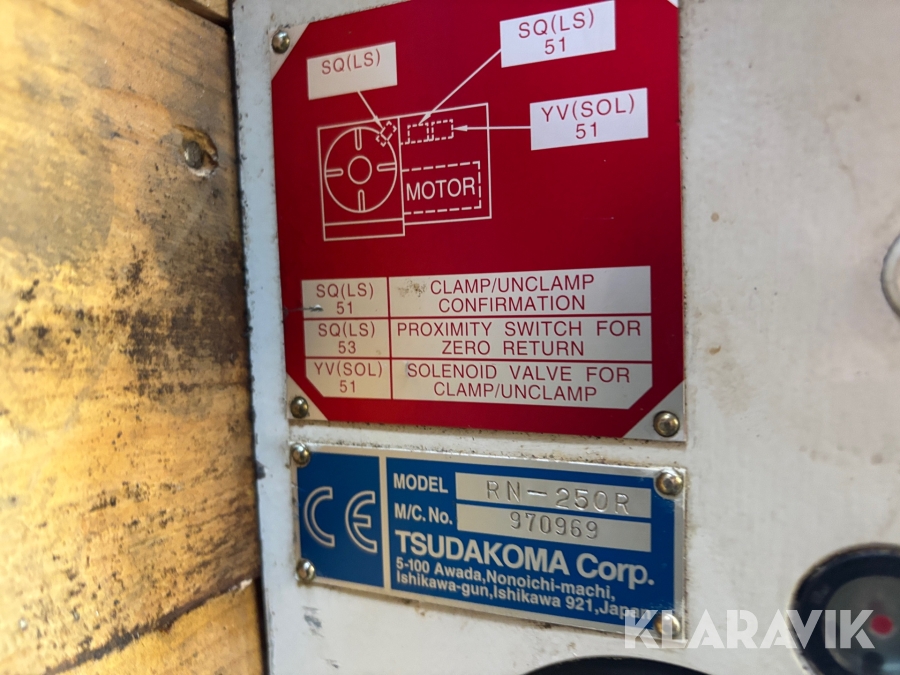 SQ(LS)
SQ(LS)
51
YV(SOL)
51
MOTOR
SQ(LS)
51
CLAMP/UNCLAMP
CONFIRMATION
SQ(LS)
53
PROXIMITY SWITCH FOR
ZERO RETURN
YV(SOL)
51
SOLENOID VALVE FOR
CLAMP/UNCLAMP
CE
MODEL RN-250R
M/C. No. 970969
TSUDAKOMA Corp.
5-100 Awada,Nonoichi-machi,
Ishikawa-gun,Ishikawa 921,Japan
KLARAVIK